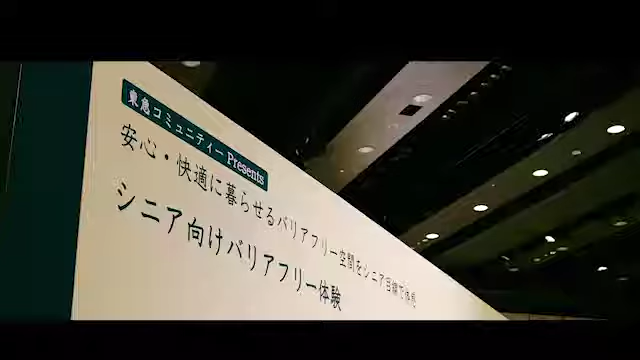 東急コミュニティー Presents
安心・快適に暮らせるバリアフリー空間をシニア目線で体感
シニア向けバリアフリー体験